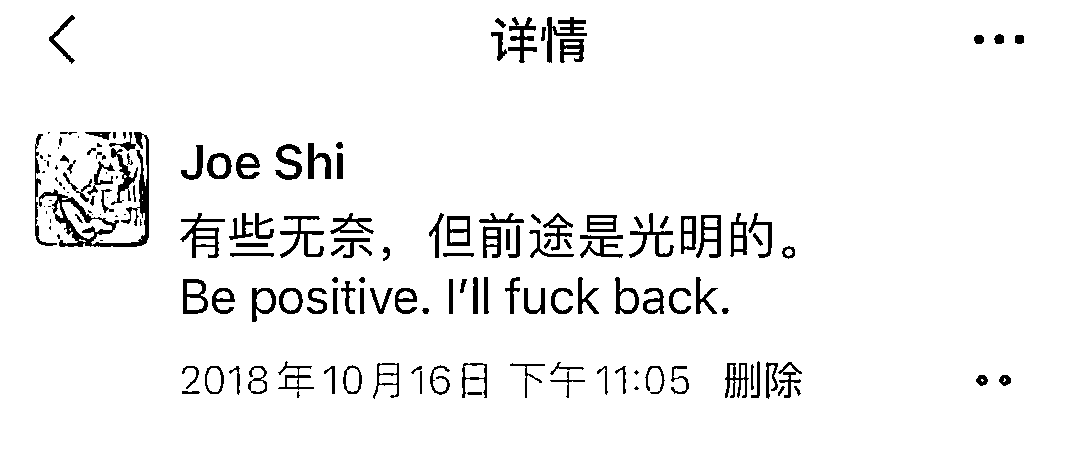 详情
Joe Shi
有些无奈，但前途是光明的。
Be positive. I'll fuck back.
2018年10月16日 下午11:05 删除